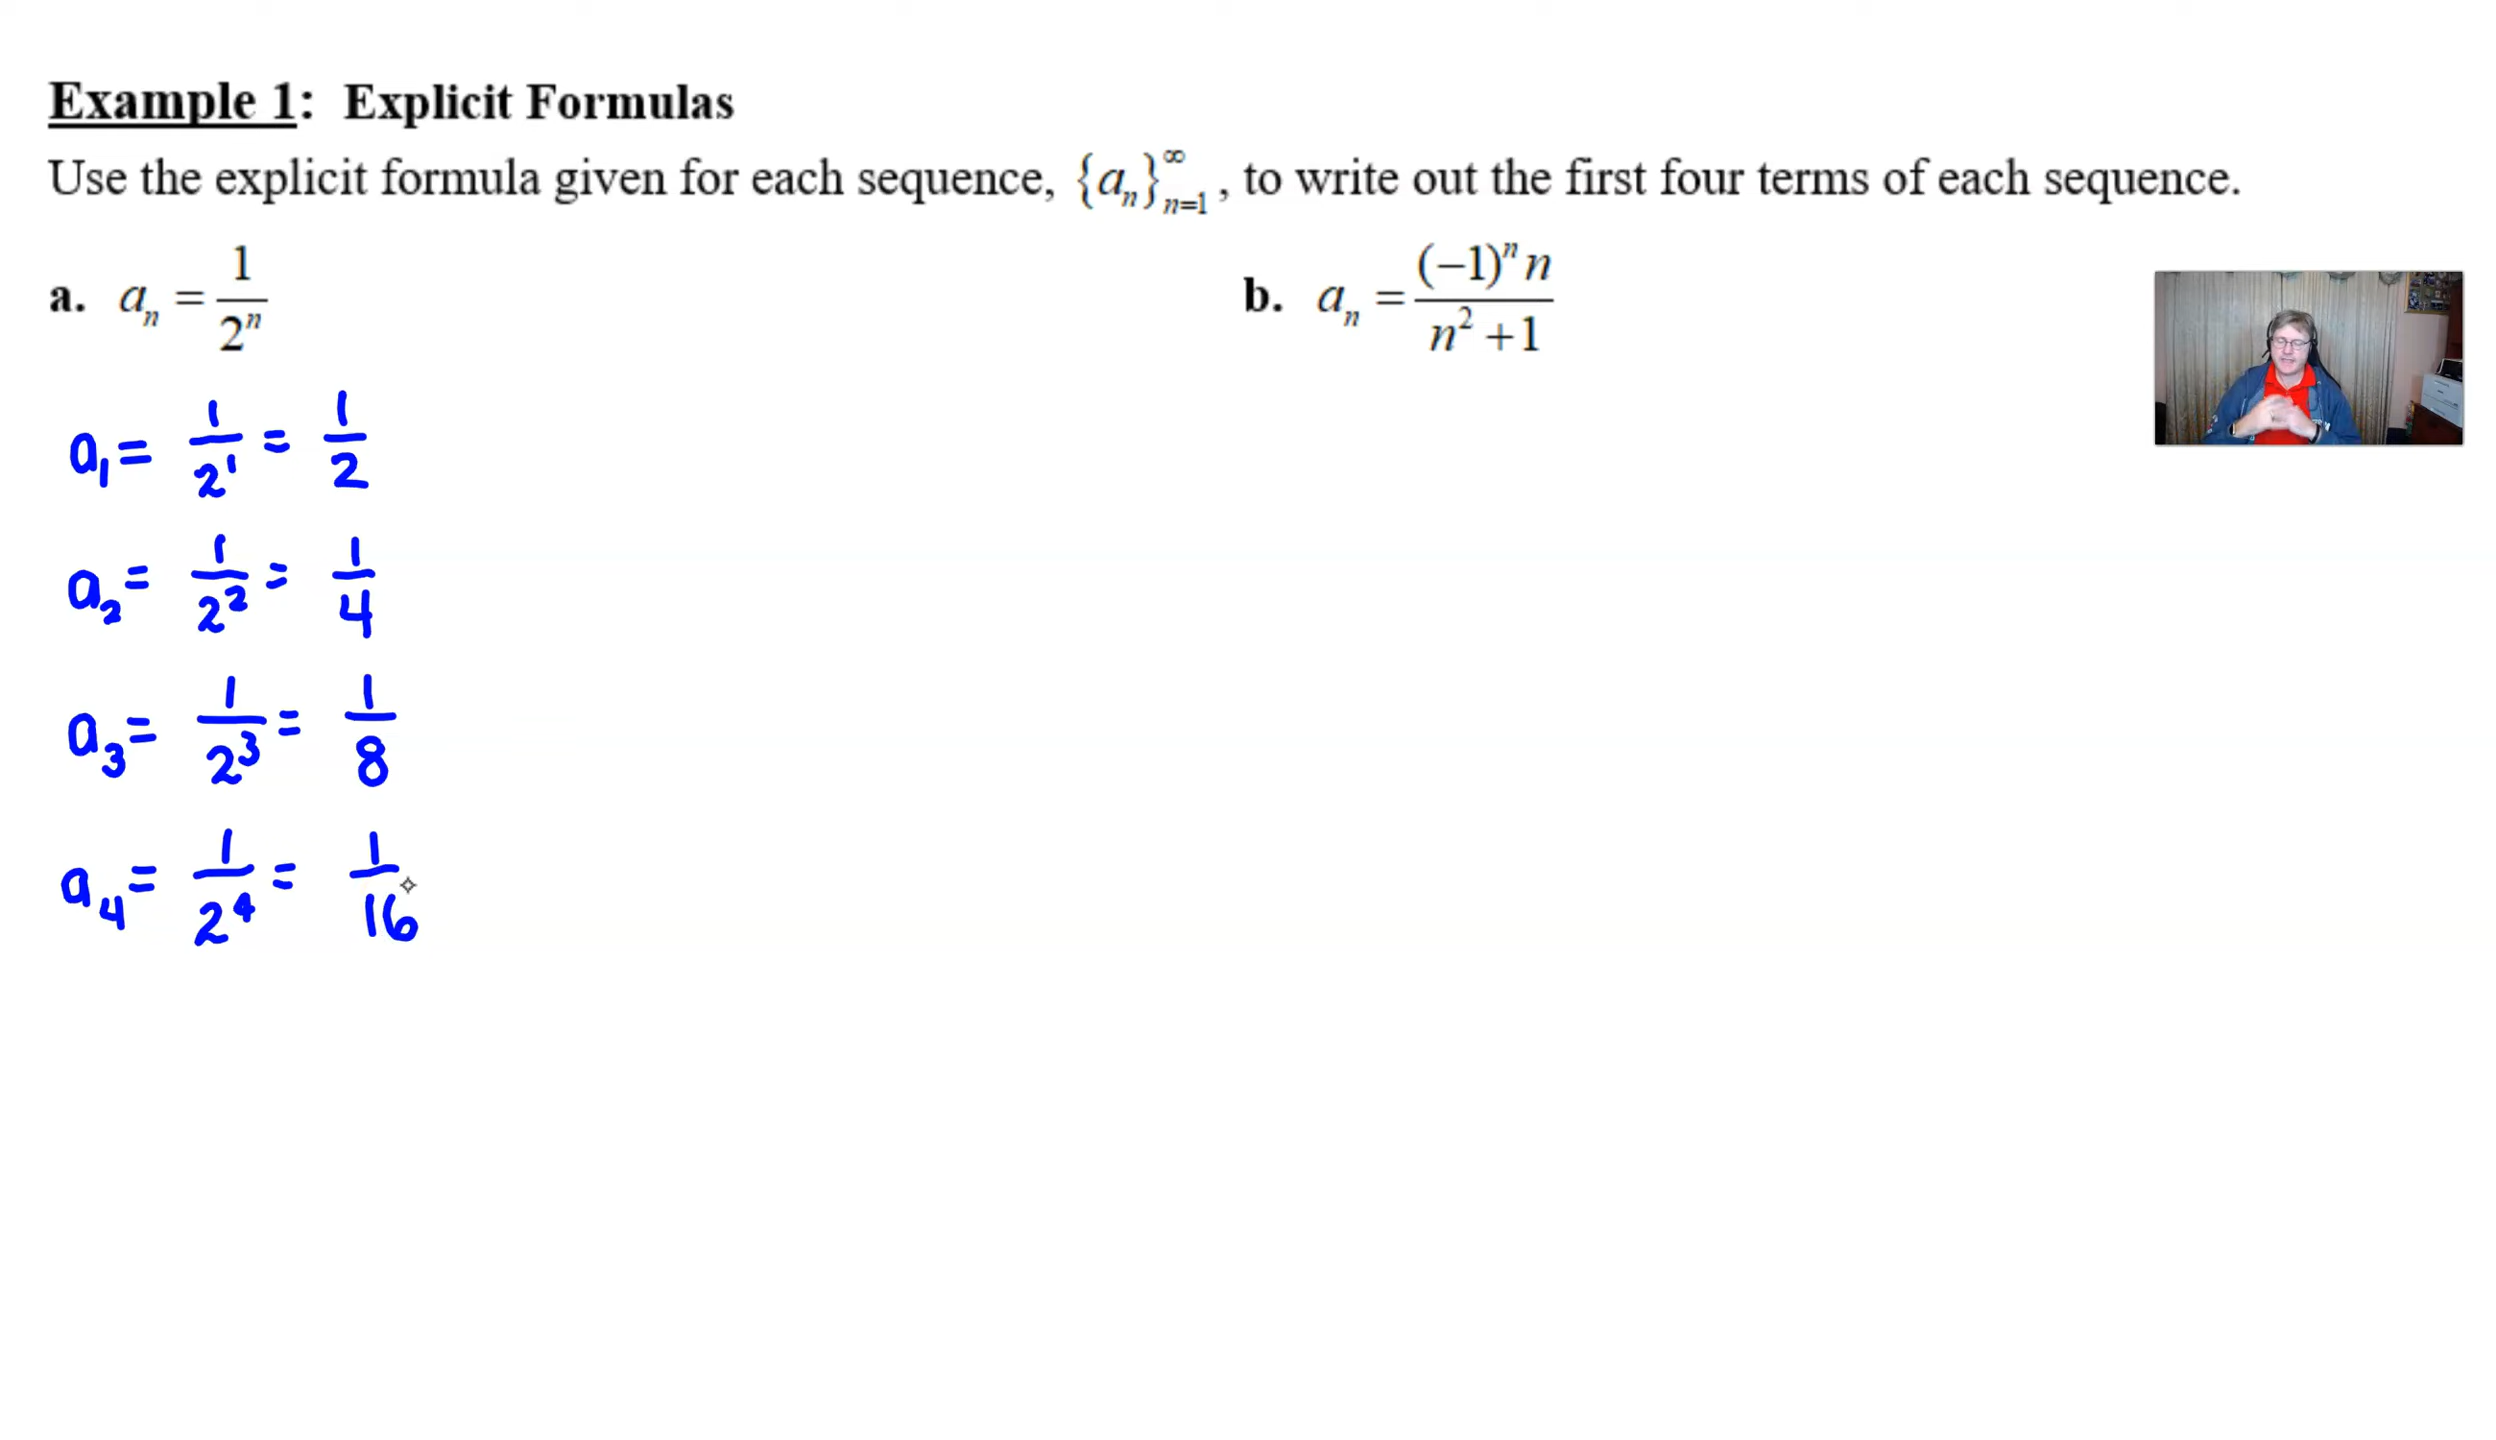 Example 1: Explicit Formulas
Use the explicit formula given for each sequence, {aₙ}ₙ₌₁^∞, to write out the first four terms of each sequence.
a. aₙ = 1/2ⁿ
b. aₙ = (−1)ⁿ n/(n² + 1)
a₁ = 1/2¹ = 1/2
a₂ = 1/2² = 1/4
a₃ = 1/2³ = 1/8
a₄ = 1/2⁴ = 1/16